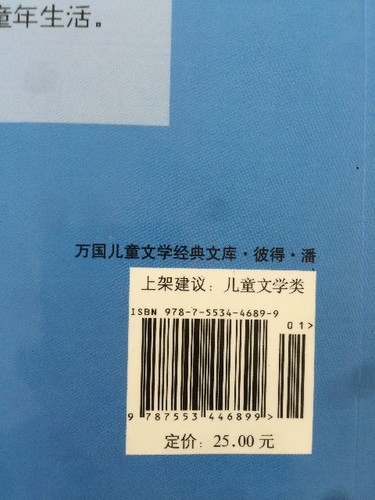 童年生活。
万国儿童文学经典文库·彼得·潘
上架建议：儿童文学类
ISBN 978-7-5534-4689-9
01>
9 787553 446899>
定价：25.00 元